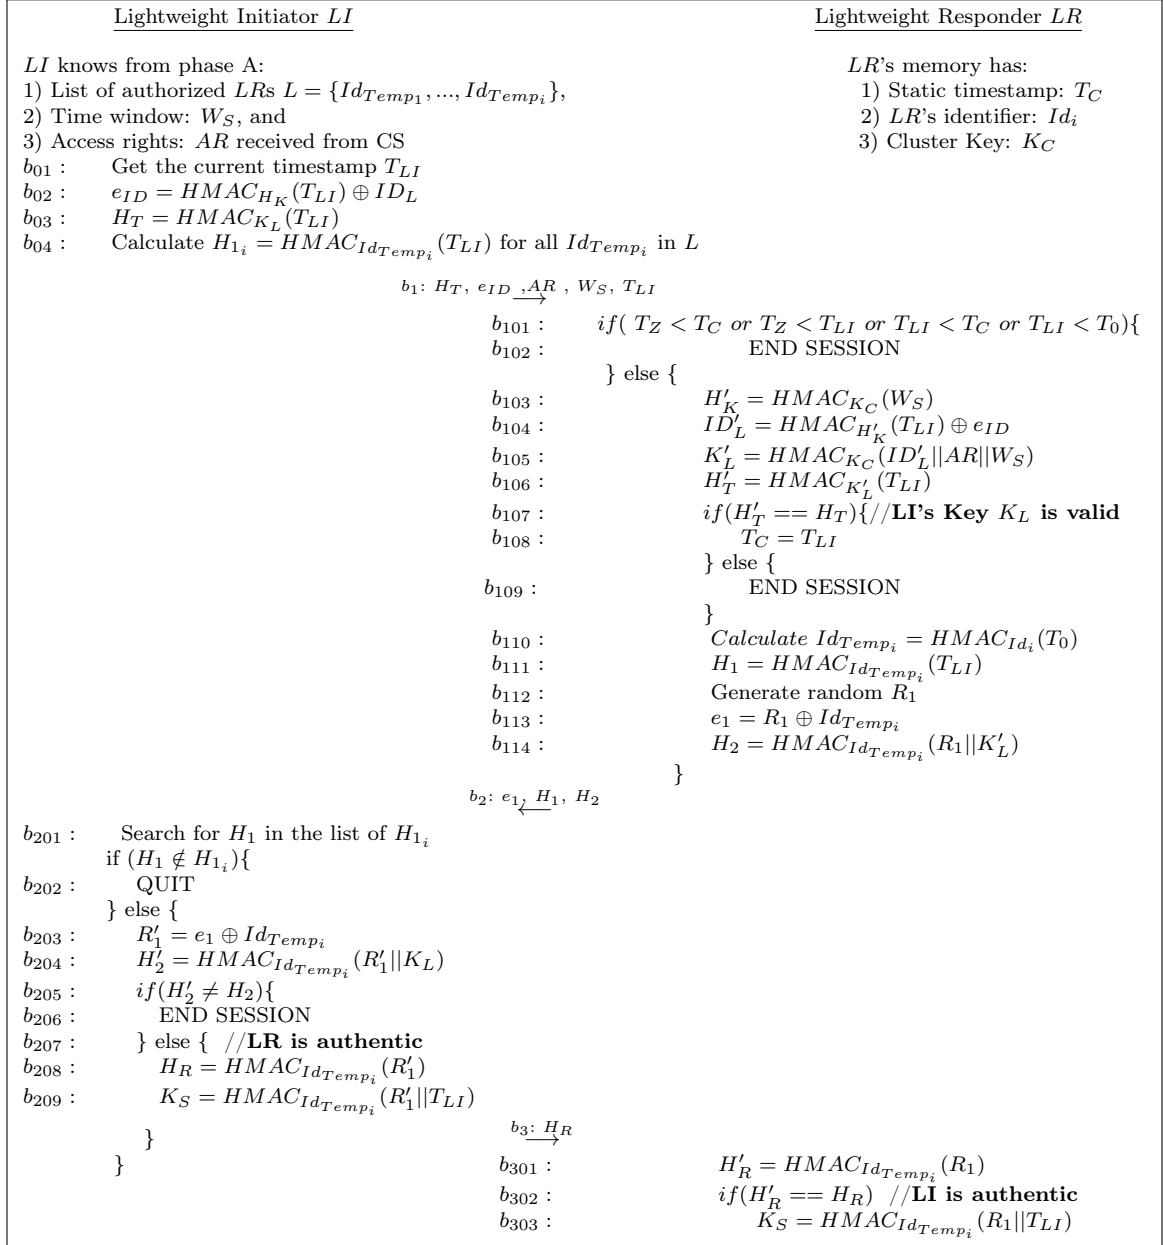 Lightweight Initiator LI Lightweight Responder LR
LI knows from phase A: LR's memory has:
1) List of authorized LRs L = {Id_{Temp_1}, ..., Id_{Temp_i}}, 1) Static timestamp: T_C
2) Time window: W_S, and 2) LR's identifier: Id_i
3) Access rights: AR received from CS 3) Cluster Key: K_C
b_{01} : Get the current timestamp T_{LI}
b_{02} : e_{ID} = HMAC_{H_K}(T_{LI}) ⊕ ID_L
b_{03} : H_T = HMAC_{K_L}(T_{LI})
b_{04} : Calculate H_{1_i} = HMAC_{Id_{Temp_i}}(T_{LI}) for all Id_{Temp_i} in L
b_1: H_T, e_{ID} ,AR , W_S, T_{LI}
⟶
b_{101} : if( T_Z < T_C or T_Z < T_{LI} or T_{LI} < T_C or T_{LI} < T_0){
b_{102} : END SESSION
} else {
b_{103} : H'_K = HMAC_{K_C}(W_S)
b_{104} : ID'_L = HMAC_{H'_K}(T_{LI}) ⊕ e_{ID}
b_{105} : K'_L = HMAC_{K_C}(ID'_L||AR||W_S)
b_{106} : H'_T = HMAC_{K'_L}(T_{LI})
b_{107} : if(H'_T == H_T){//LI's Key K_L is valid
b_{108} : T_C = T_{LI}
} else {
b_{109} : END SESSION
}
b_{110} : Calculate Id_{Temp_i} = HMAC_{Id_i}(T_0)
b_{111} : H_1 = HMAC_{Id_{Temp_i}}(T_{LI})
b_{112} : Generate random R_1
b_{113} : e_1 = R_1 ⊕ Id_{Temp_i}
b_{114} : H_2 = HMAC_{Id_{Temp_i}}(R_1||K'_L)
}
b_2: e_1, H_1, H_2
⟵
b_{201} : Search for H_1 in the list of H_{1_i}
if (H_1 ∉ H_{1_i}){
b_{202} : QUIT
} else {
b_{203} : R'_1 = e_1 ⊕ Id_{Temp_i}
b_{204} : H'_2 = HMAC_{Id_{Temp_i}}(R'_1||K_L)
b_{205} : if(H'_2 ≠ H_2){
b_{206} : END SESSION
b_{207} : } else { //LR is authentic
b_{208} : H_R = HMAC_{Id_{Temp_i}}(R'_1)
b_{209} : K_S = HMAC_{Id_{Temp_i}}(R'_1||T_{LI})
b_3: H_R
} ⟶
} b_{301} : H'_R = HMAC_{Id_{Temp_i}}(R_1)
b_{302} : if(H'_R == H_R) //LI is authentic
b_{303} : K_S = HMAC_{Id_{Temp_i}}(R_1||T_{LI})